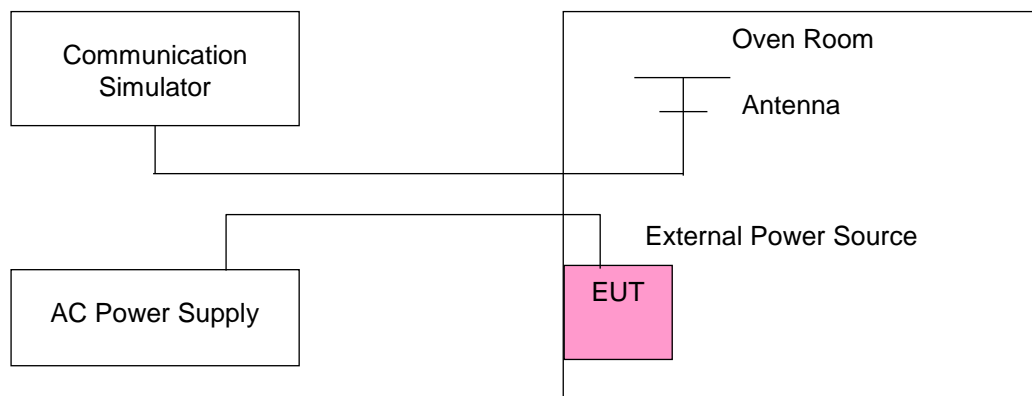 Communication
Simulator
Oven Room
Antenna
External Power Source
AC Power Supply
EUT